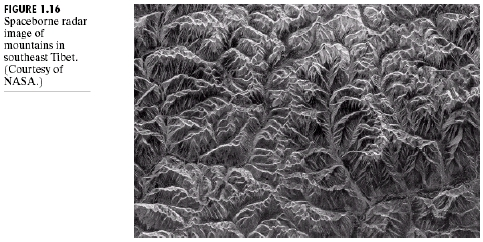 FIGURE 1.16
Spaceborne radar
image of
mountains in
southeast Tibet.
(Courtesy of
NASA.)